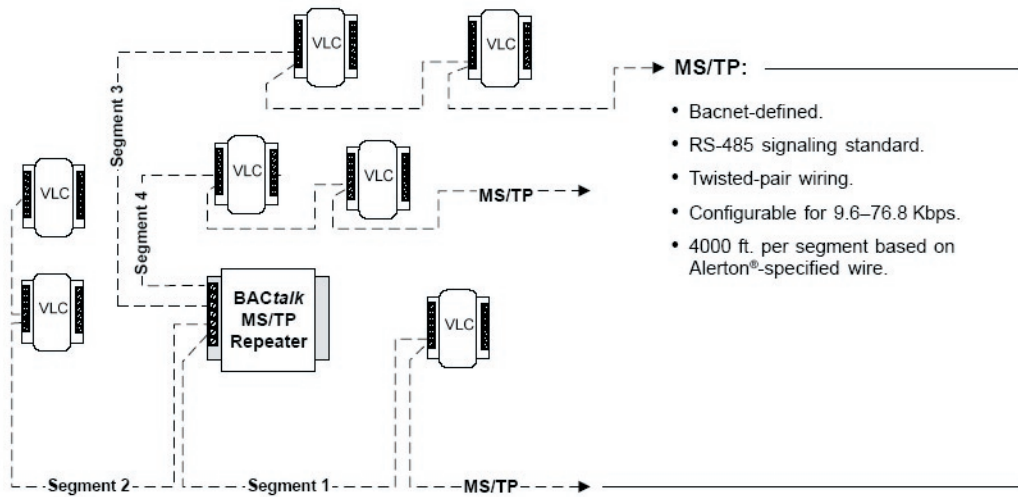 VLC
VLC
MS/TP:
• Bacnet-defined.
• RS-485 signaling standard.
• Twisted-pair wiring.
• Configurable for 9.6–76.8 Kbps.
• 4000 ft. per segment based on
Alerton®-specified wire.
Segment 3
VLC
VLC
VLC
MS/TP
Segment 4
VLC
BACtalk
MS/TP
Repeater
VLC
Segment 2
Segment 1
MS/TP